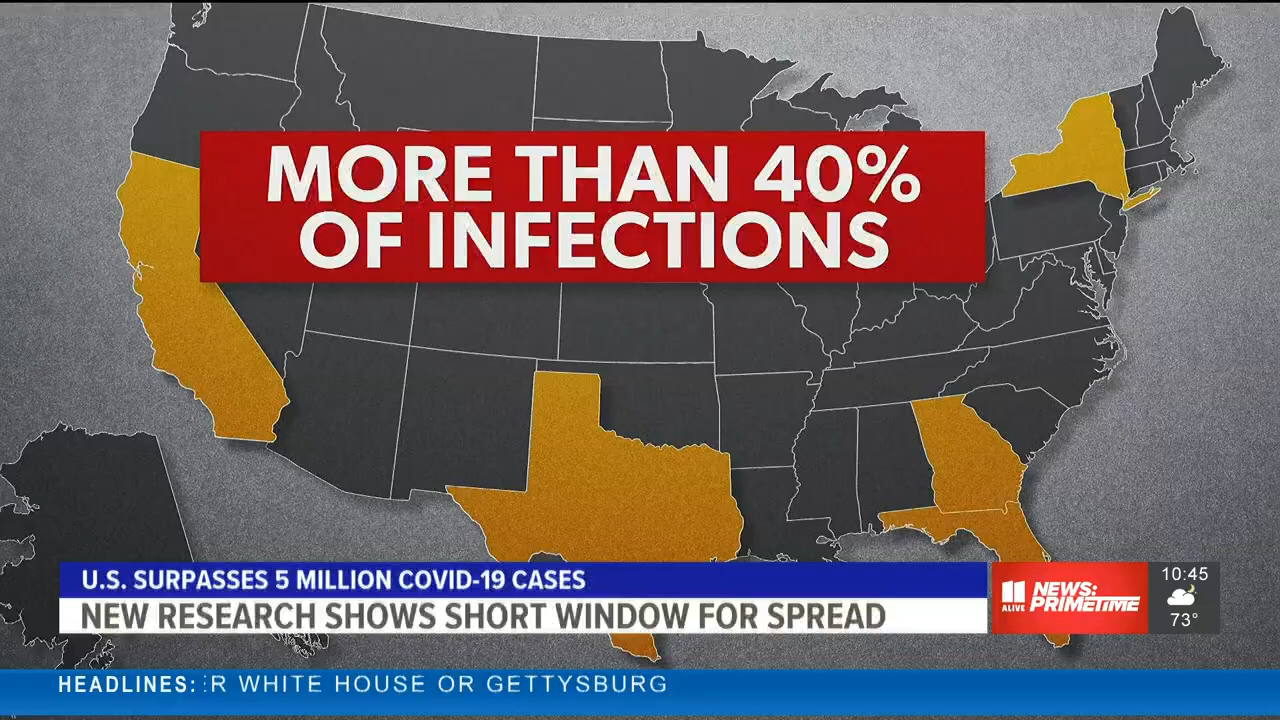 MORE THAN 40%
OF INFECTIONS
U.S. SURPASSES 5 MILLION COVID-19 CASES
NEW RESEARCH SHOWS SHORT WINDOW FOR SPREAD
11
ALIVE
NEWS:
PRIMETIME
10:45
73°
HEADLINES: R WHITE HOUSE OR GETTYSBURG